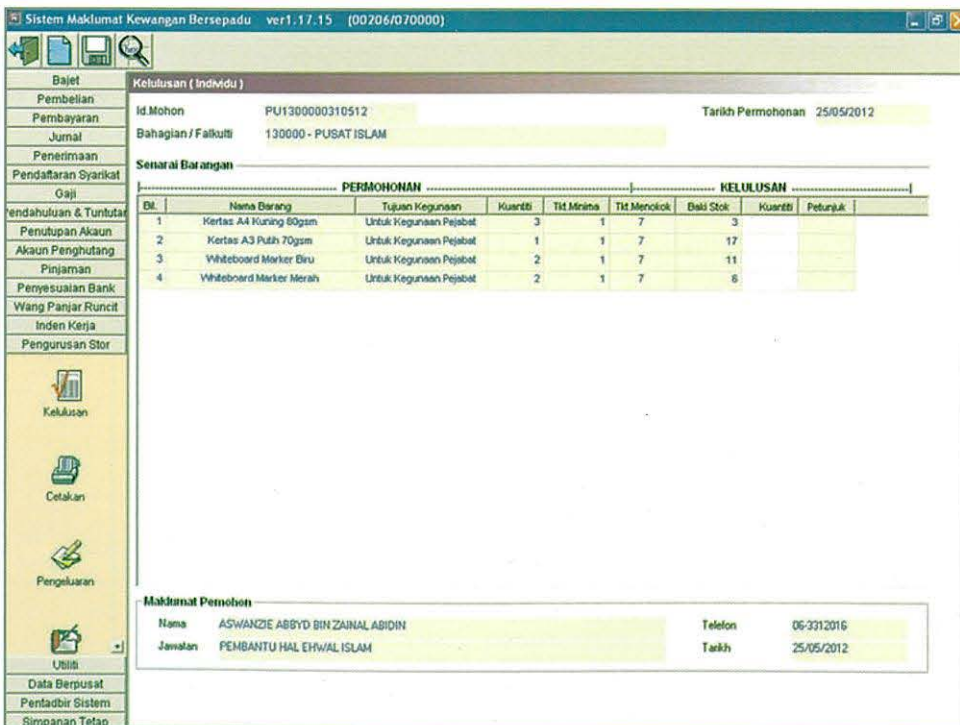 Sistem Maklumat Kewangan Bersepadu ver1.17.15 (00206/070000)
Bajet
Pembelian
Pembayaran
Jurnal
Penerimaan
Pendaftaran Syarikat
Gaji
endahuluan & Tuntutan
Penutupan Akaun
Akaun Penghutang
Pinjaman
Penyesuaian Bank
Wang Panjar Runcit
Inden Kerja
Pengurusan Stor
Kelulusan
Cetakan
Pengeluaran
Utiliti
Data Berpusat
Pentadbir Sistem
Simpanan Tetap
Kelulusan ( Individu )
Id.Mohon PU1300000310512 Tarikh Permohonan 25/05/2012
Bahagian / Falkulti 130000 - PUSAT ISLAM
Senarai Barangan
PERMOHONAN KELULUSAN
Bil. Nama Barang Tujuan Kegunaan Kuantiti Tkt.Minima Tkt.Menokok Baki Stok Kuantiti Petunjuk
1 Kertas A4 Kuning 80gsm Untuk Kegunaan Pejabat 3 1 7 3
2 Kertas A3 Putih 70gsm Untuk Kegunaan Pejabat 1 1 7 17
3 Whiteboard Marker Biru Untuk Kegunaan Pejabat 2 1 7 11
4 Whiteboard Marker Merah Untuk Kegunaan Pejabat 2 1 7 6
Maklumat Pemohon
Nama ASWANZIE ABBYD BIN ZAINAL ABIDIN Telefon 06-3312016
Jawatan PEMBANTU HAL EHWAL ISLAM Tarikh 25/05/2012